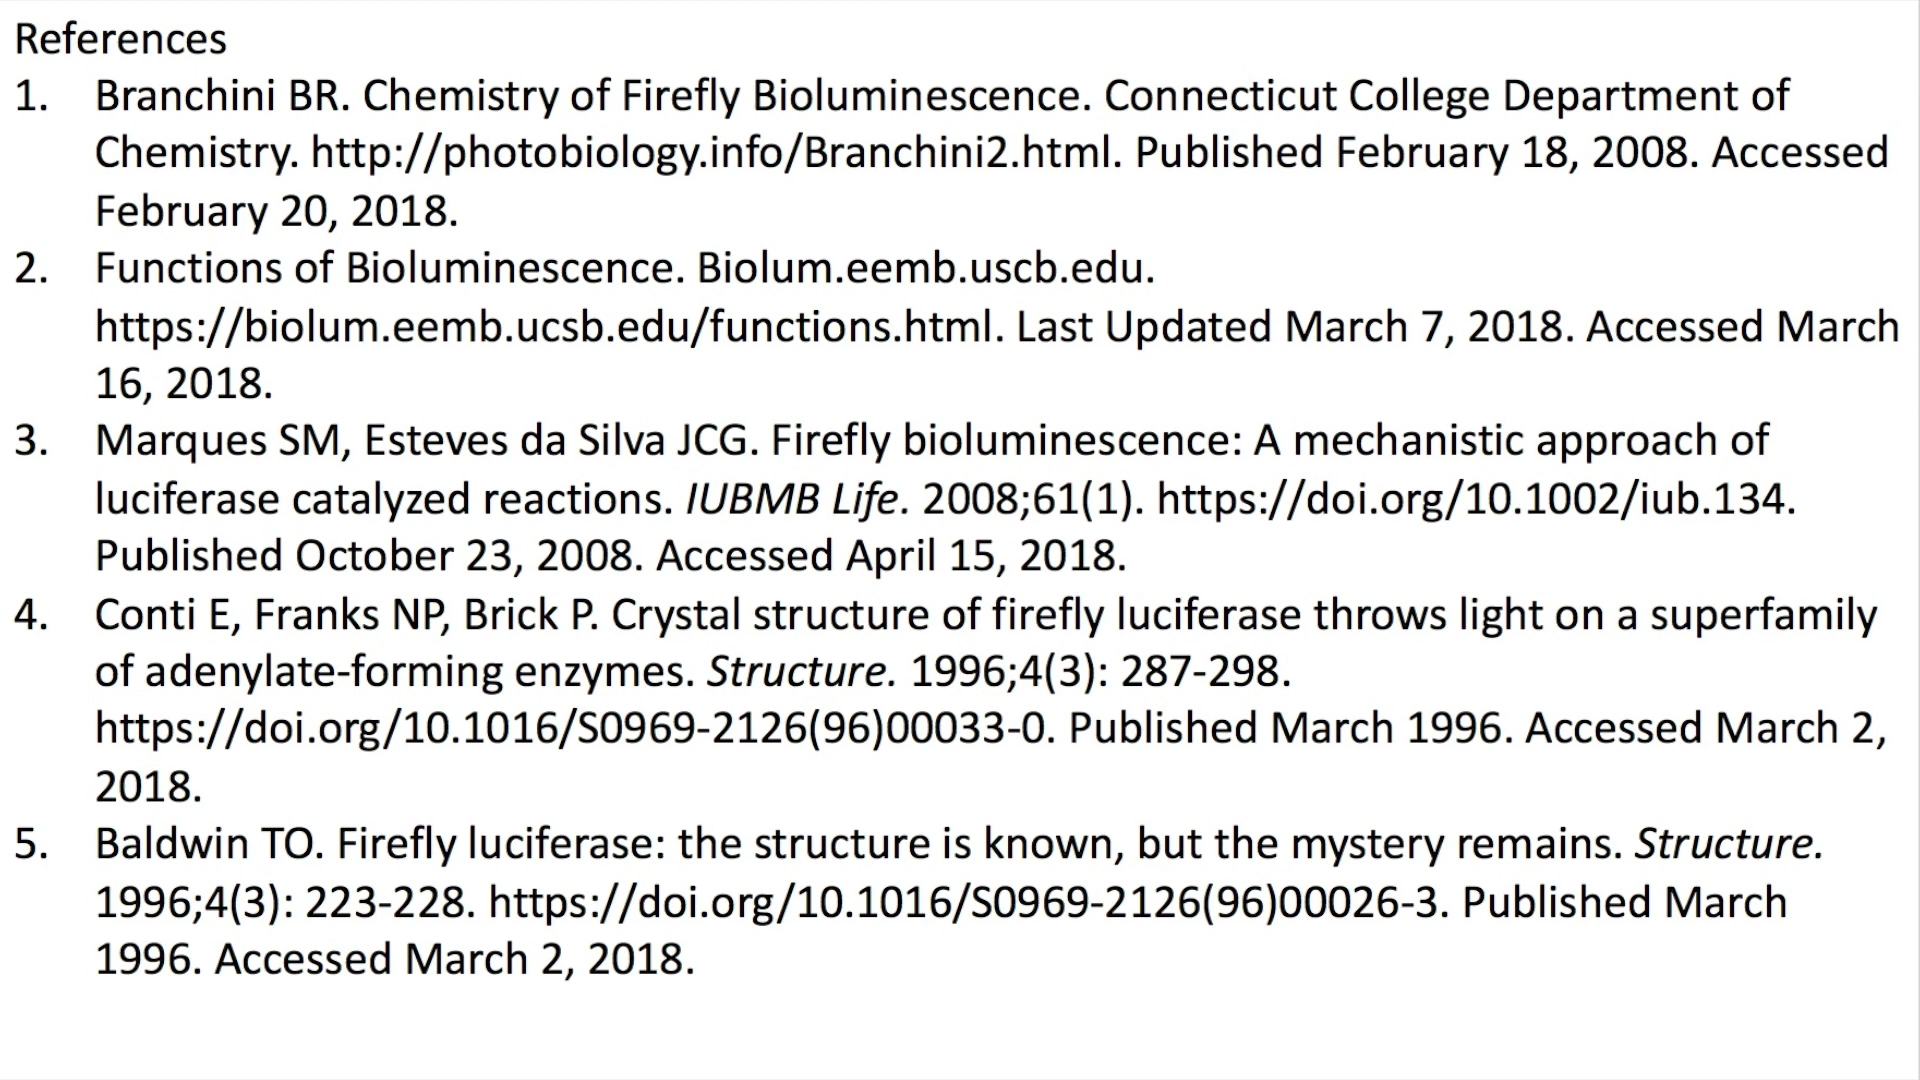 References
1. Branchini BR. Chemistry of Firefly Bioluminescence. Connecticut College Department of
Chemistry. http://photobiology.info/Branchini2.html. Published February 18, 2008. Accessed
February 20, 2018.
2. Functions of Bioluminescence. Biolum.eemb.uscb.edu.
https://biolum.eemb.ucsb.edu/functions.html. Last Updated March 7, 2018. Accessed March
16, 2018.
3. Marques SM, Esteves da Silva JCG. Firefly bioluminescence: A mechanistic approach of
luciferase catalyzed reactions. IUBMB Life. 2008;61(1). https://doi.org/10.1002/iub.134.
Published October 23, 2008. Accessed April 15, 2018.
4. Conti E, Franks NP, Brick P. Crystal structure of firefly luciferase throws light on a superfamily
of adenylate-forming enzymes. Structure. 1996;4(3): 287-298.
https://doi.org/10.1016/S0969-2126(96)00033-0. Published March 1996. Accessed March 2,
2018.
5. Baldwin TO. Firefly luciferase: the structure is known, but the mystery remains. Structure.
1996;4(3): 223-228. https://doi.org/10.1016/S0969-2126(96)00026-3. Published March
1996. Accessed March 2, 2018.